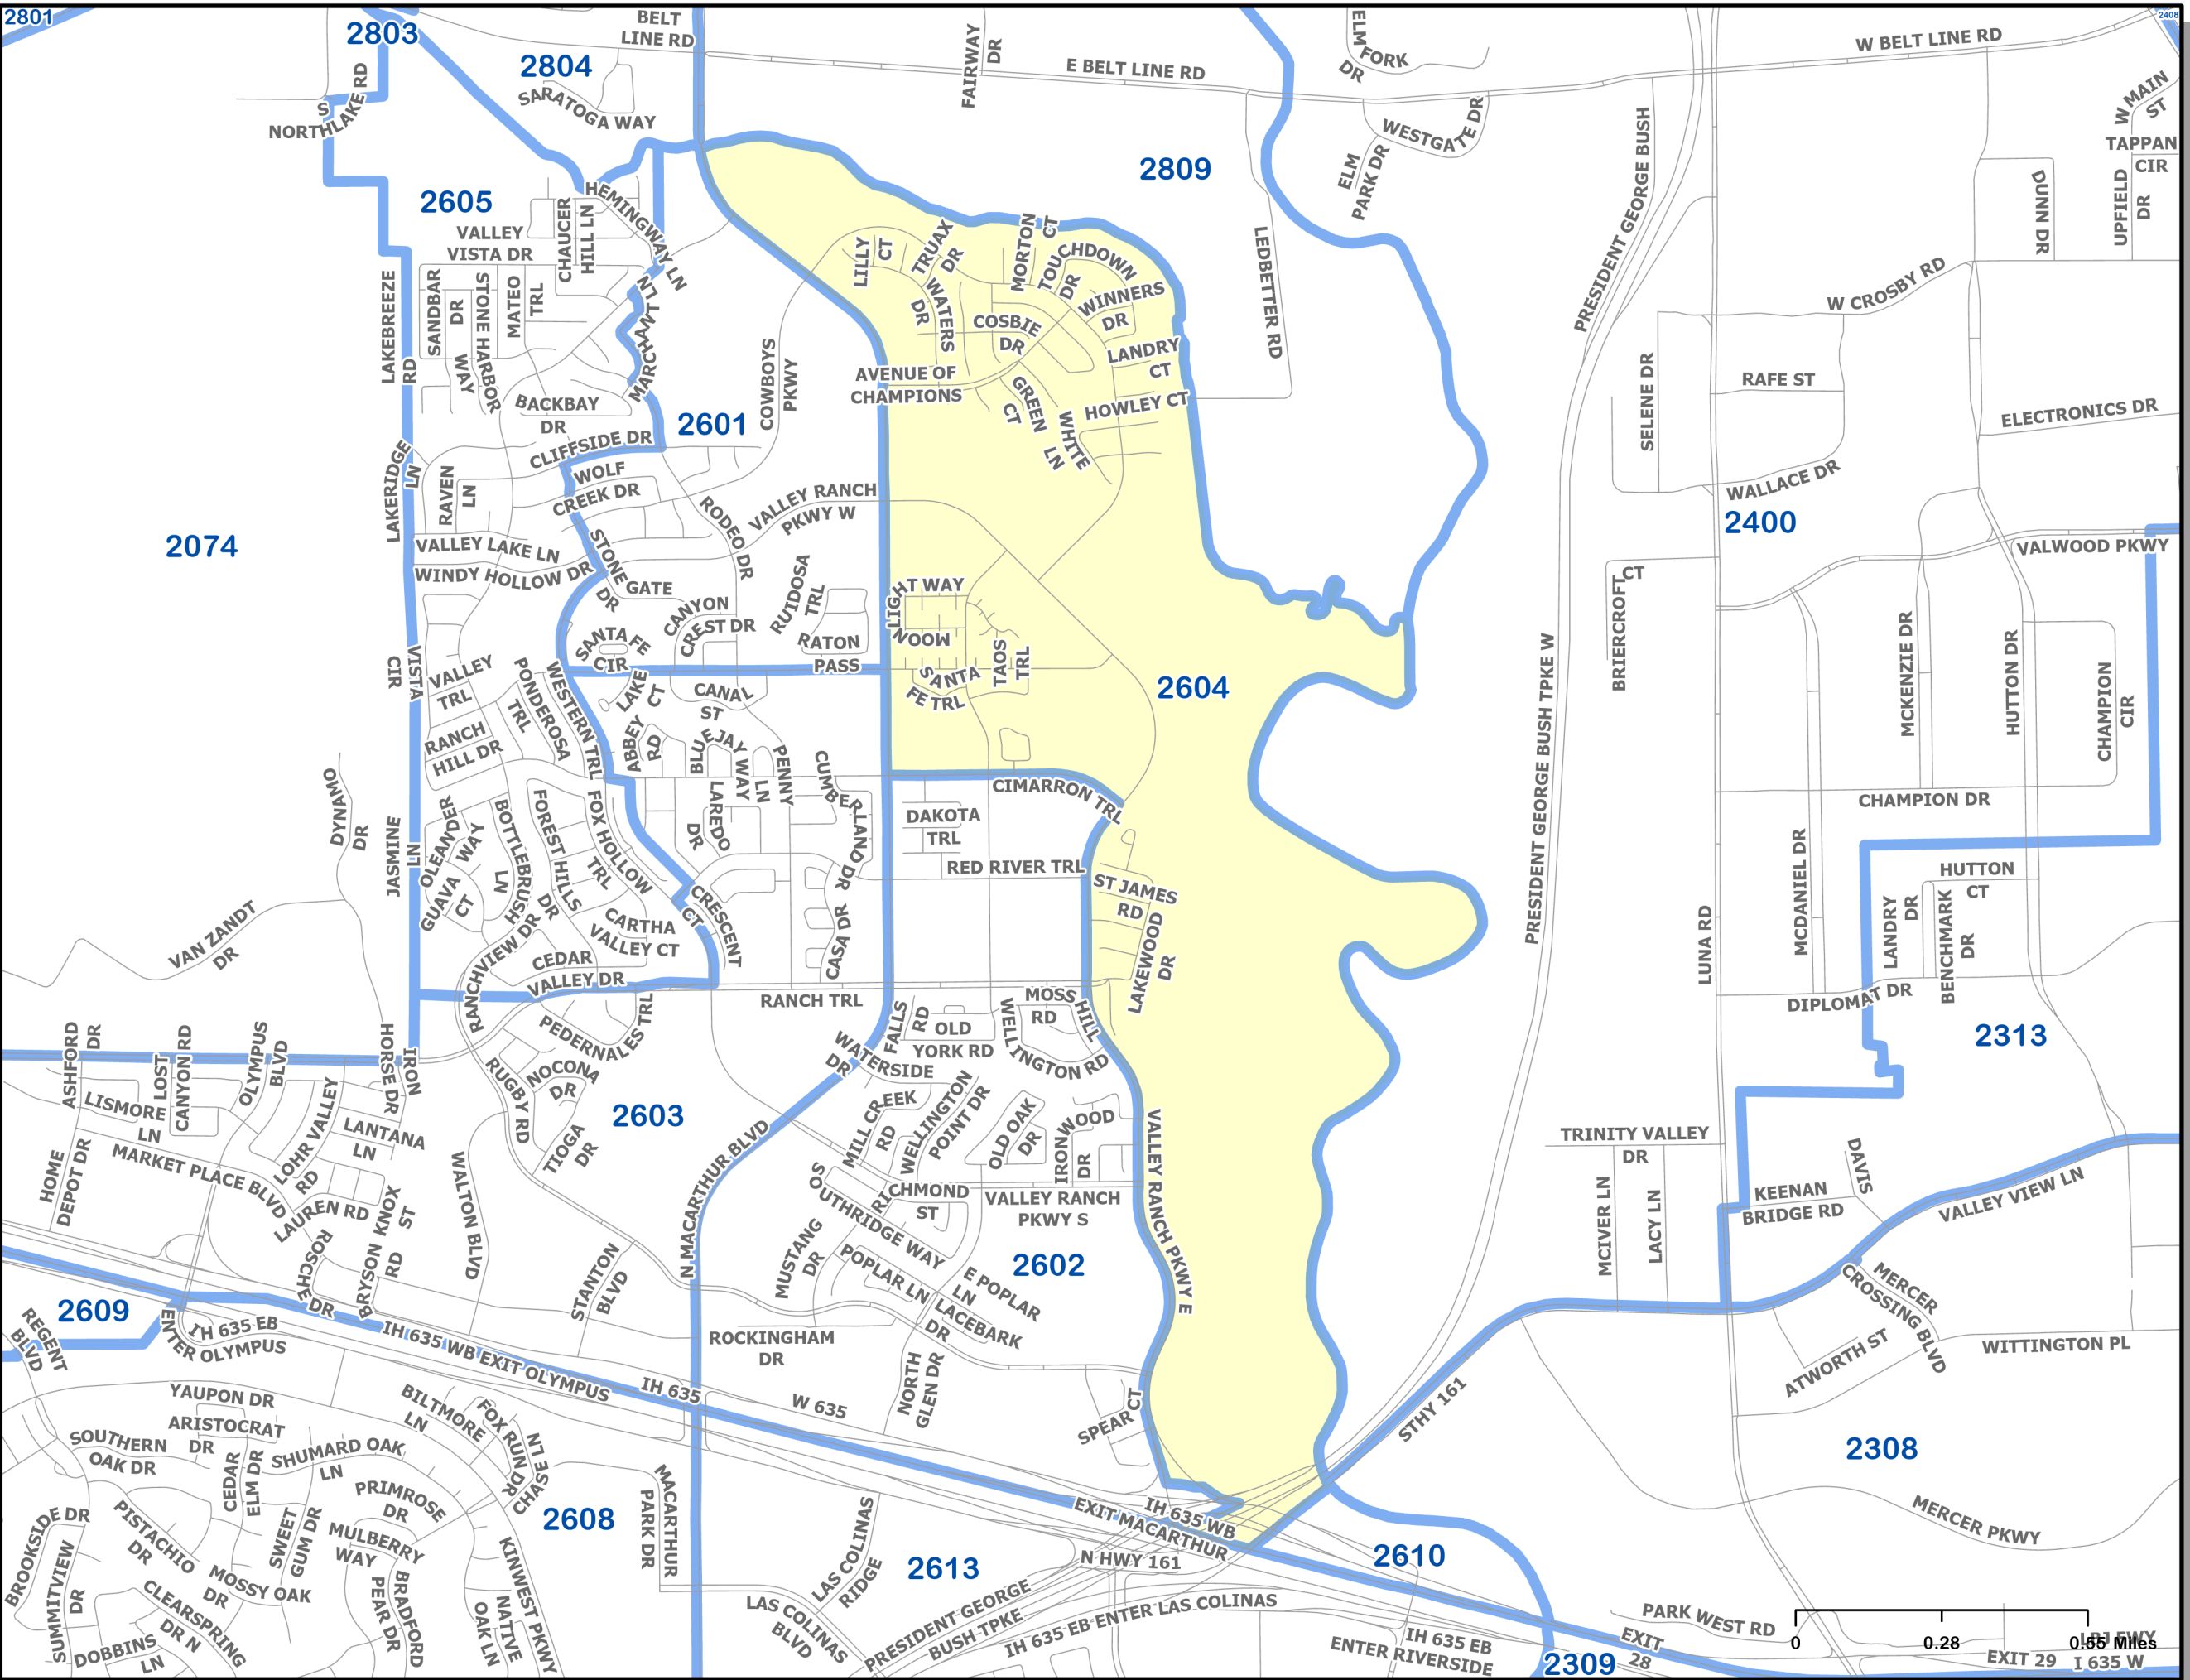 2801
2803
BELT
LINE RD
2804
SARATOGA WAY
S
NORTHLAKE RD
FAIRWAY
DR
E BELT LINE RD
ELM
FORK
DR
W BELT LINE RD
2408
W MAIN
ST
TAPPAN
CIR
UPFIELD
DR
DUNN DR
WESTGATE DR
ELM
PARK DR
2809
PRESIDENT GEORGE BUSH
2605
VALLEY
VISTA DR
CHAUCER
HILL LN
HEMINGWAY LN
LILLY
CT
TRUAX
DR
MORTON
CT
TOUCHDOWN
DR
WINNERS
DR
WATERS
DR
COSBIE
DR
LANDRY
CT
LEDBETTER RD
W CROSBY RD
LAKEBREEZE
RD
SANDBAR
DR
STONE HARBOR
WAY
MATEO
TRL
MARCHANT LN
BACKBAY
DR
2601
COWBOYS
PKWY
AVENUE OF
CHAMPIONS
GREEN
CT
WHITE
LN
HOWLEY CT
SELENE DR
RAFE ST
ELECTRONICS DR
CLIFFSIDE DR
WOLF
CREEK DR
LAKERIDGE
LN
RAVEN
LN
RODEO DR
VALLEY RANCH
PKWY W
WALLACE DR
2400
2074
VALLEY LAKE LN
WINDY HOLLOW DR
STONE
GATE
DR
CANYON
CREST DR
RUIDOSA
TRL
RATON
PASS
LIGHT WAY
MOON
VALWOOD PKWY
BRIERCROFT
CT
SANTA FE
CIR
VISTA
CIR
VALLEY
TRL
PONDEROSA
TRL
WESTERN TRL
LAKE
CT
CANAL
ST
SANTA
FE TRL
TAOS
TRL
2604
MCKENZIE DR
HUTTON DR
CHAMPION
CIR
RANCH
HILL DR
ABBEY
RD
BLUEJAY
WAY
PENNY
LN
CUMBERLAND DR
CIMARRON TRL
PRESIDENT GEORGE BUSH TPKE W
CHAMPION DR
DYNAMO
DR
JASMINE
LN
OLEANDER
WAY
GUAVA
CT
BOTTLEBRUSH
LN
FOREST HILLS
DR
FOX HOLLOW
TRL
LAREDO
DR
DAKOTA
TRL
RED RIVER TRL
ST JAMES
RD
LAKEWOOD
DR
MCDANIEL DR
HUTTON
CT
LANDRY
DR
BENCHMARK
DR
LUNA RD
CRESCENT
CT
CARTHA
VALLEY CT
CASA DR
VAN ZANDT
DR
RANCHVIEW DR
CEDAR
VALLEY DR
RANCH TRL
DIPLOMAT DR
2313
ASHFORD
DR
LOST
CANYON RD
OLYMPUS
BLVD
IRON
HORSE DR
PEDERNALES TRL
NOCONA
DR
RUGBY RD
FALLS
RD
OLD
YORK RD
MOSS HILL
RD
WELLINGTON RD
WATERSIDE
DR
LISMORE
LN
LOHR VALLEY
RD
LANTANA
LN
2603
TIOGA
DR
MILL CREEK
RD
WELLINGTON
POINT DR
OLD OAK
DR
IRONWOOD
DR
HOME
DEPOT DR
MARKET PLACE BLVD
LAUREN RD
BRYSON KNOX
RD
ST
WALTON BLVD
N MACARTHUR BLVD
SOUTHRIDGE WAY
RICHMOND
ST
VALLEY RANCH
PKWY S
VALLEY RANCH PKWY E
TRINITY VALLEY
DR
MCIVER LN
LACY LN
DAVIS
KEENAN
BRIDGE RD
VALLEY VIEW LN
ROSCHE
DR
STANTON
BLVD
MUSTANG
DR
POPLAR LN
E POPLAR
LN
LACEBARK
DR
2602
2609
REGENT
BLVD
IH 635 EB
ENTER OLYMPUS
IH 635 WB EXIT OLYMPUS
IH 635
ROCKINGHAM
DR
W 635
NORTH
GLEN DR
SPEAR CT
MERCER
CROSSING BLVD
ATWORTH ST
WITTINGTON PL
STHY 161
YAUPON DR
ARISTOCRAT
DR
SOUTHERN
OAK DR
CEDAR
ELM DR
SHUMARD OAK
LN
BILTMORE
LN
FOX RUN DR
CHASE LN
PRIMROSE
DR
2308
BROOKSIDE DR
SUMMITVIEW
DR
PISTACHIO
DR
SWEET
GUM DR
MULBERRY
WAY
MOSSY OAK
DR
2608
MACARTHUR
PARK DR
LAS COLINAS
RIDGE
2613
IH 635 WB
EXIT MACARTHUR
N HWY 161
2610
MERCER PKWY
CLEARSPRING
DR N
DOBBINS
LN
PEAR DR
BRADFORD
NATIVE
OAK LN
KINWEST PKWY
LAS COLINAS
BLVD
PRESIDENT GEORGE
BUSH TPKE
IH 635 EB ENTER LAS COLINAS
IH 635 EB
ENTER RIVERSIDE
2309
PARK WEST RD
EXIT
28
0 0.28 0.55 Miles
LBJ FWY
EXIT 29
I 635 W